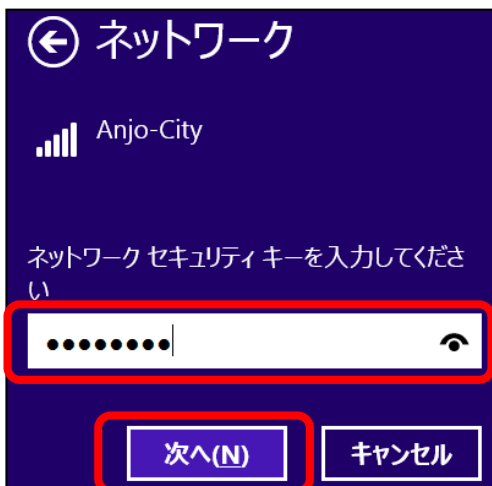 ネットワーク
Anjo-City
ネットワーク セキュリティ キーを入力してくださ
い
●●●●●●●●
次へ(N)
キャンセル